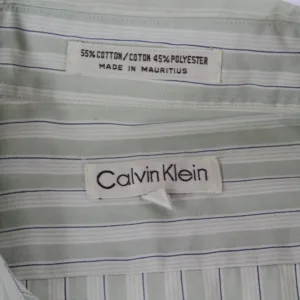 55% COTTON/COTON 45% POLYESTER
MADE IN MAURITIUS
Calvin Klein